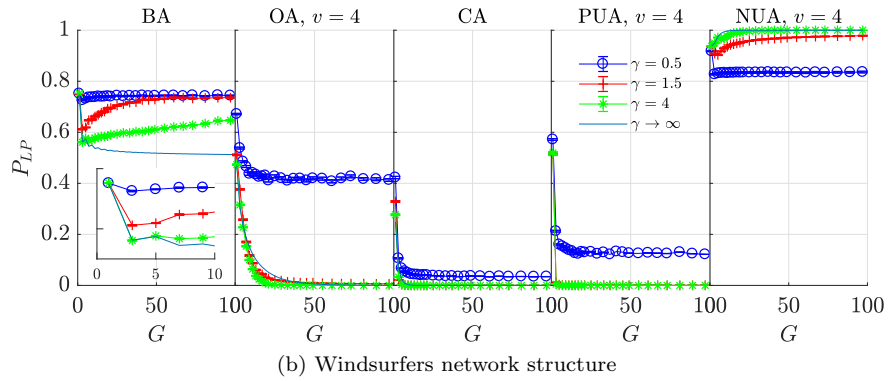 BA OA, v = 4 CA PUA, v = 4 NUA, v = 4
1
0.8
0.6
0.4
0.2
0
P_{LP}
γ = 0.5
γ = 1.5
γ = 4
γ → ∞
0 5 10
0 50 100 50 100 50 100 50 100 50 100
G G G G G
(b) Windsurfers network structure